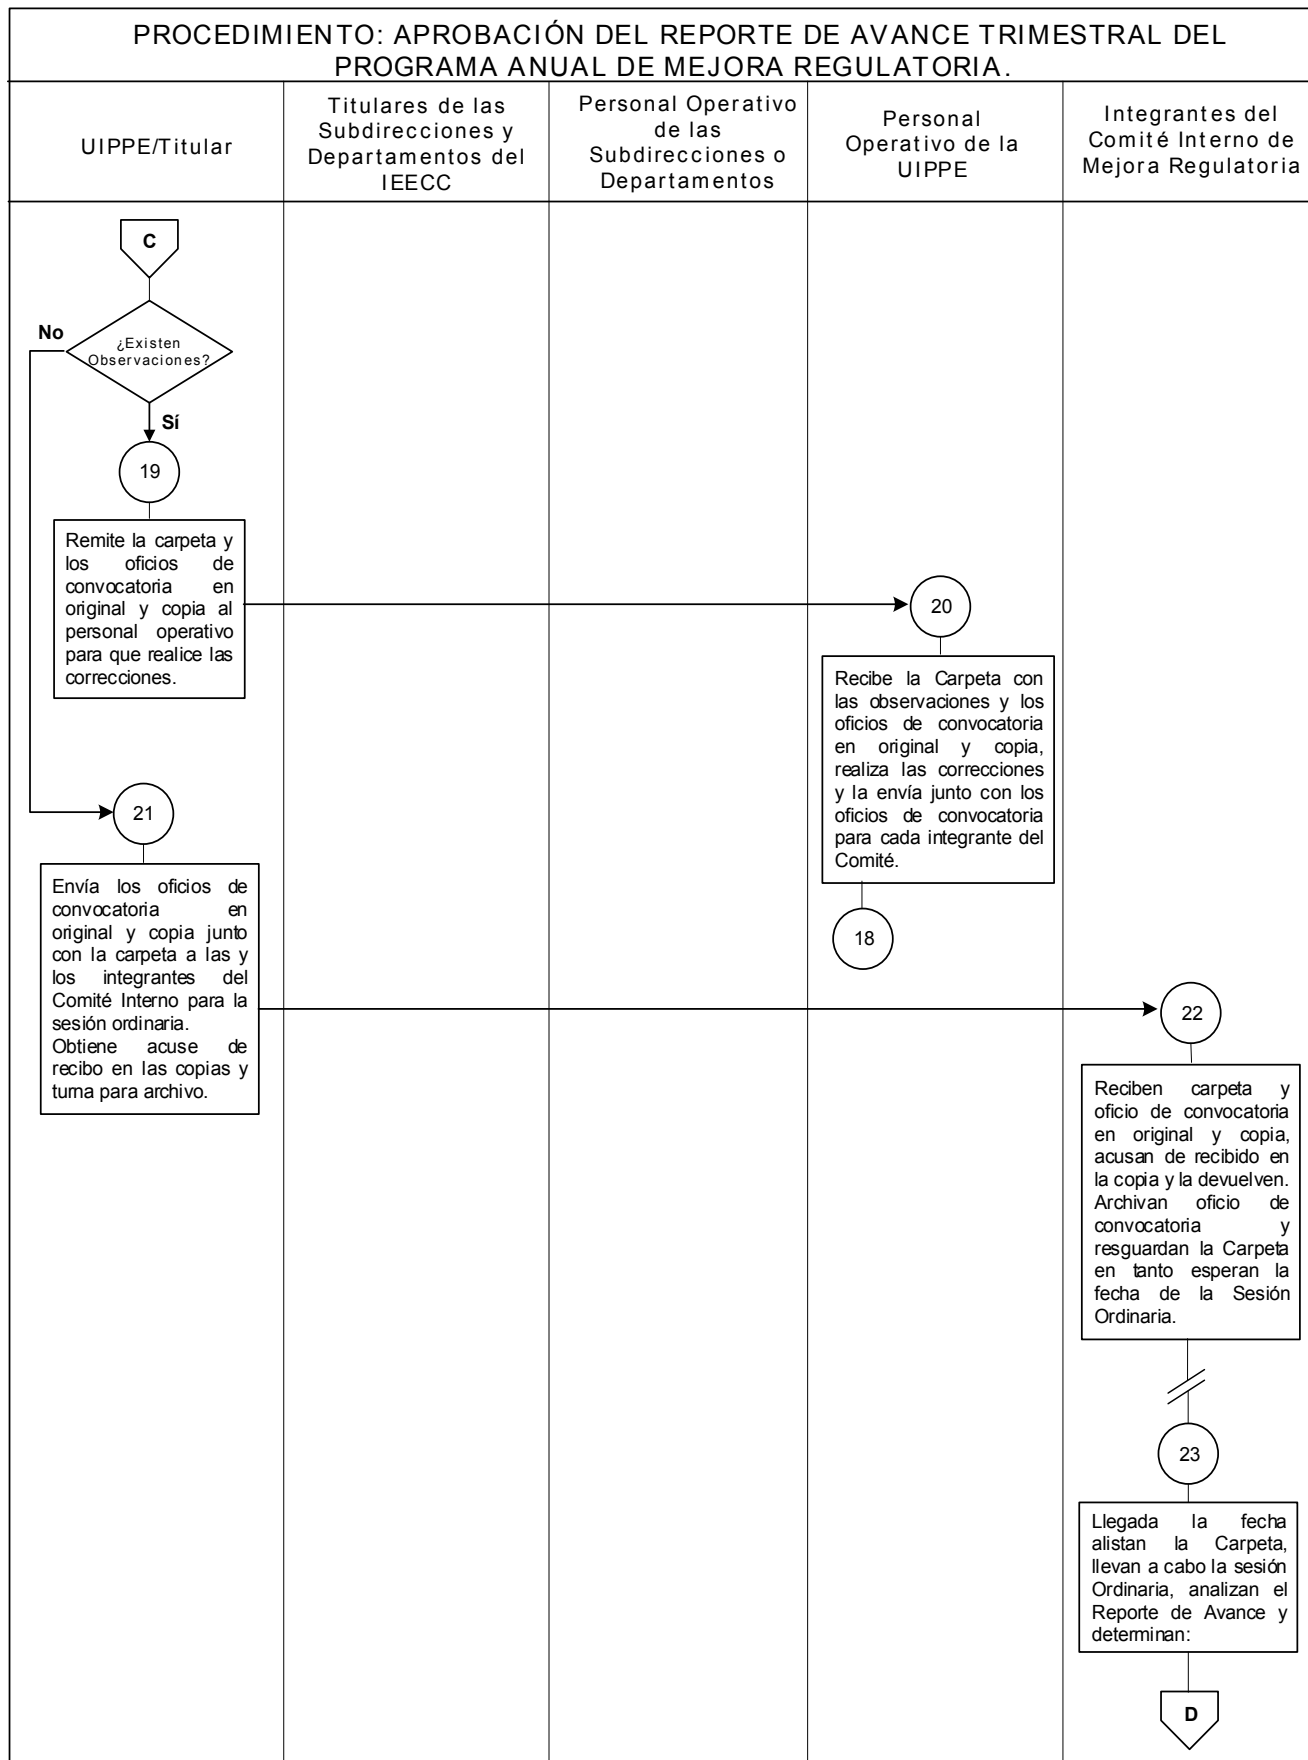 PROCEDIMIENTO: APROBACIÓN DEL REPORTE DE AVANCE TRIMESTRAL DEL
PROGRAMA ANUAL DE MEJORA REGULATORIA.
UIPPE/Titular
Titulares de las
Subdirecciones y
Departamentos del
IEECC
Personal Operativo
de las
Subdirecciones o
Departamentos
Personal
Operativo de la
UIPPE
Integrantes del
Comité Interno de
Mejora Regulatoria
C
¿Existen
Observaciones?
No
Sí
19
Remite la carpeta y
los oficios de
convocatoria en
original y copia al
personal operativo
para que realice las
correcciones.
20
Recibe la Carpeta con
las observaciones y los
oficios de convocatoria
en original y copia,
realiza las correcciones
y la envía junto con los
oficios de convocatoria
para cada integrante del
Comité.
18
21
Envía los oficios de
convocatoria en
original y copia junto
con la carpeta a las y
los integrantes del
Comité Interno para la
sesión ordinaria.
Obtiene acuse de
recibo en las copias y
turna para archivo.
22
Reciben carpeta y
oficio de convocatoria
en original y copia,
acusan de recibido en
la copia y la devuelven.
Archivan oficio de
convocatoria y
resguardan la Carpeta
en tanto esperan la
fecha de la Sesión
Ordinaria.
23
Llegada la fecha
alistan la Carpeta,
llevan a cabo la sesión
Ordinaria, analizan el
Reporte de Avance y
determinan:
D